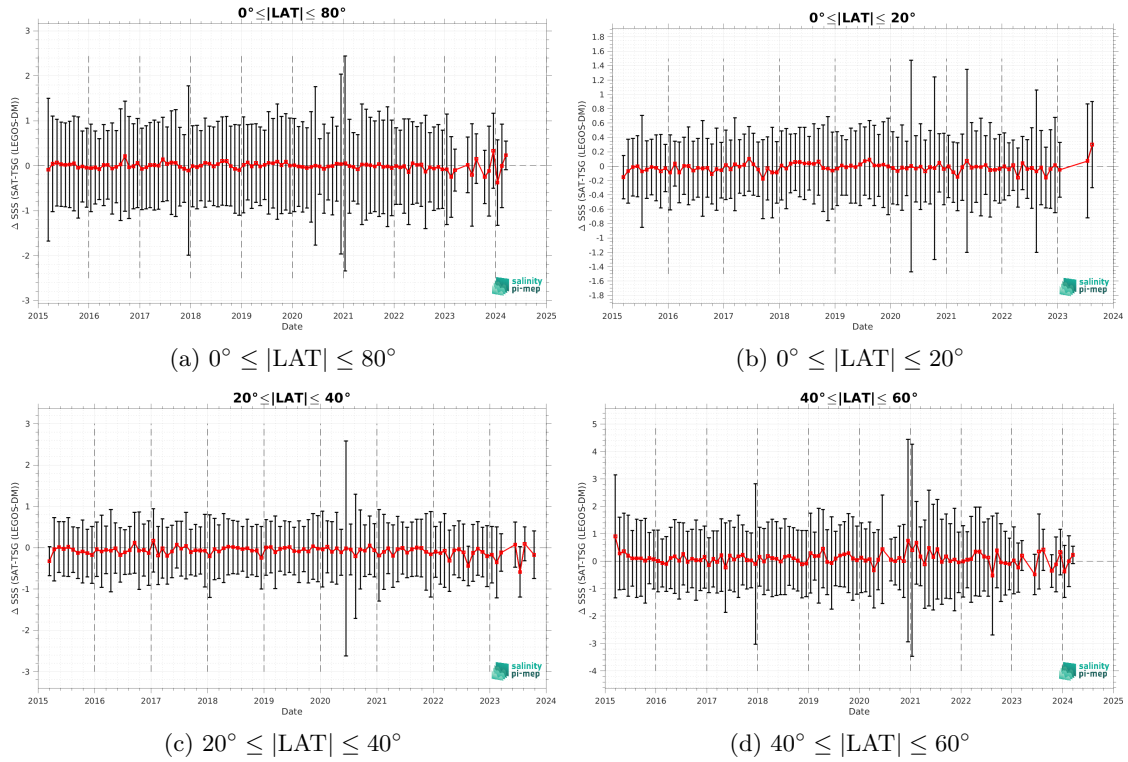 0°≤|LAT|≤ 80°
Δ SSS (SAT-TSG (LEGOS-DM))
3
2
1
0
-1
-2
-3
2015 2016 2017 2018 2019 2020 2021 2022 2023 2024 2025
Date
salinity
pi-mep
(a) 0° ≤ |LAT| ≤ 80°
0°≤|LAT|≤ 20°
Δ SSS (SAT-TSG (LEGOS-DM))
1.8
1.6
1.4
1.2
1
0.8
0.6
0.4
0.2
0
-0.2
-0.4
-0.6
-0.8
-1
-1.2
-1.4
-1.6
-1.8
2015 2016 2017 2018 2019 2020 2021 2022 2023 2024
Date
salinity
pi-mep
(b) 0° ≤ |LAT| ≤ 20°
20°≤|LAT|≤ 40°
Δ SSS (SAT-TSG (LEGOS-DM))
3
2
1
0
-1
-2
-3
2015 2016 2017 2018 2019 2020 2021 2022 2023 2024
Date
salinity
pi-mep
(c) 20° ≤ |LAT| ≤ 40°
40°≤|LAT|≤ 60°
Δ SSS (SAT-TSG (LEGOS-DM))
5
4
3
2
1
0
-1
-2
-3
-4
2015 2016 2017 2018 2019 2020 2021 2022 2023 2024 2025
Date
salinity
pi-mep
(d) 40° ≤ |LAT| ≤ 60°